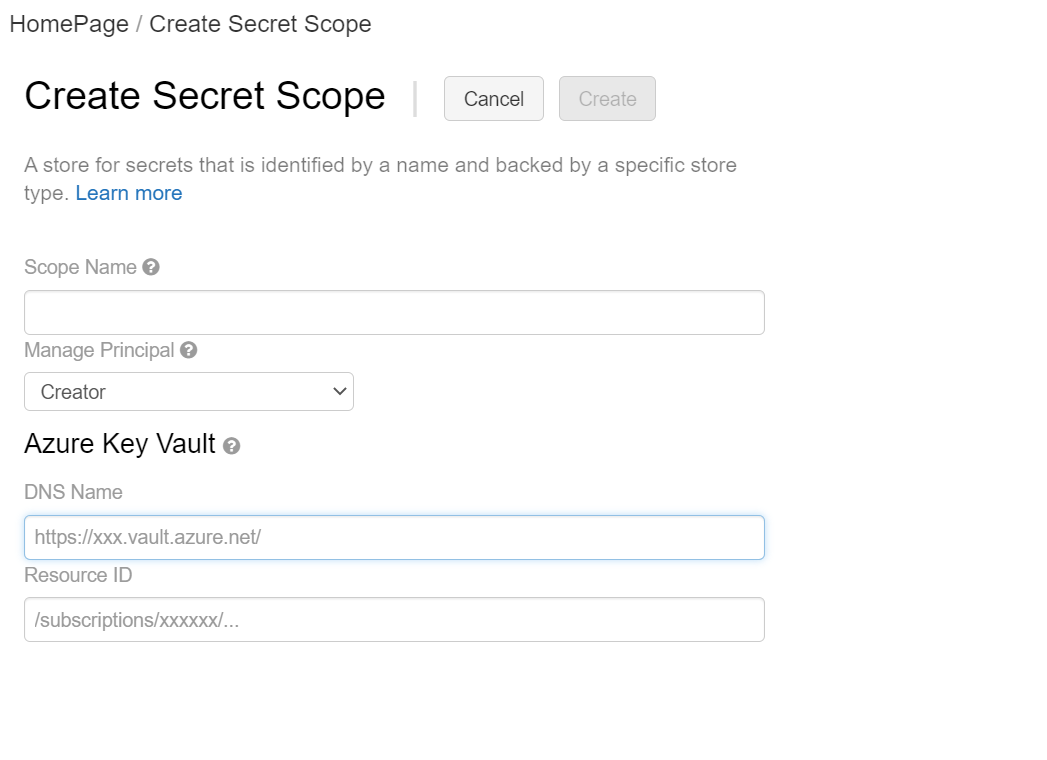 HomePage / Create Secret Scope
Create Secret Scope
Cancel
Create
A store for secrets that is identified by a name and backed by a specific store
type. Learn more
Scope Name
Manage Principal
Creator
Azure Key Vault
DNS Name
https://xxx.vault.azure.net/
Resource ID
/subscriptions/xxxxxx/...